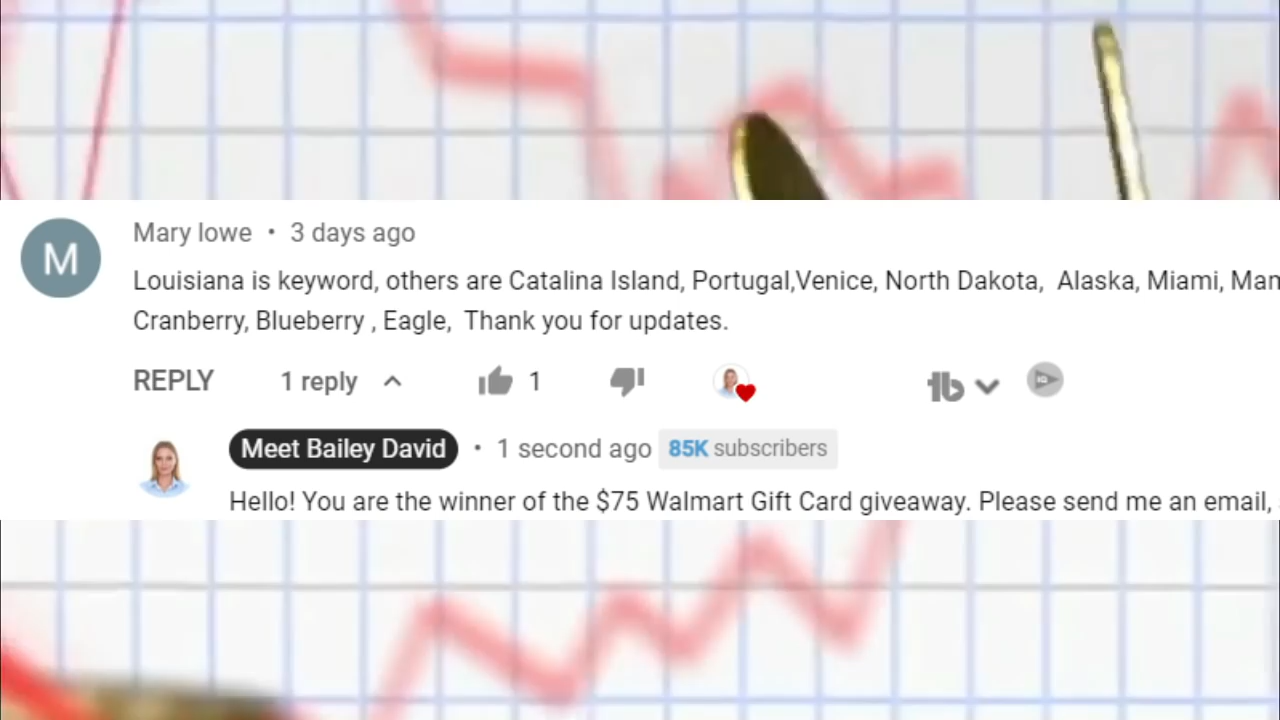 M
Mary lowe • 3 days ago
Louisiana is keyword, others are Catalina Island, Portugal,Venice, North Dakota,  Alaska, Miami,
Cranberry, Blueberry , Eagle,  Thank you for updates.
REPLY 1 reply 1 tb
Meet Bailey David • 1 second ago 85K subscribers
Hello! You are the winner of the $75 Walmart Gift Card giveaway. Please send me an email,